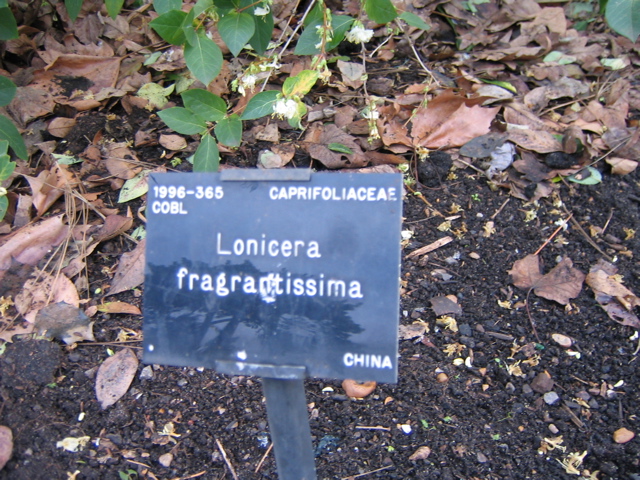 1996-365 CAPRIFOLIACEAE
COBL
Lonicera
fragrantissima
CHINA